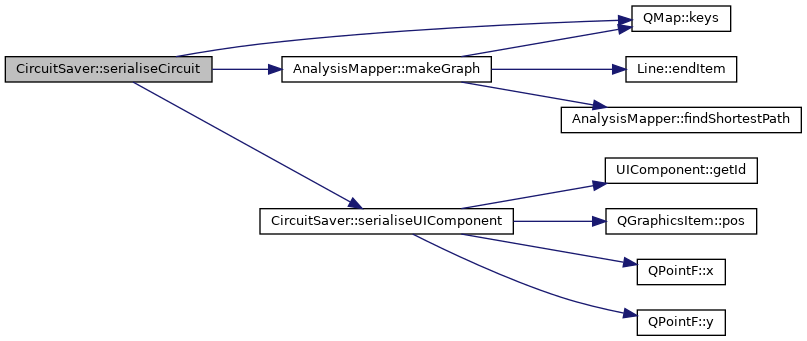 QMap::keys
CircuitSaver::serialiseCircuit
AnalysisMapper::makeGraph
Line::endItem
AnalysisMapper::findShortestPath
UIComponent::getId
CircuitSaver::serialiseUIComponent
QGraphicsItem::pos
QPointF::x
QPointF::y